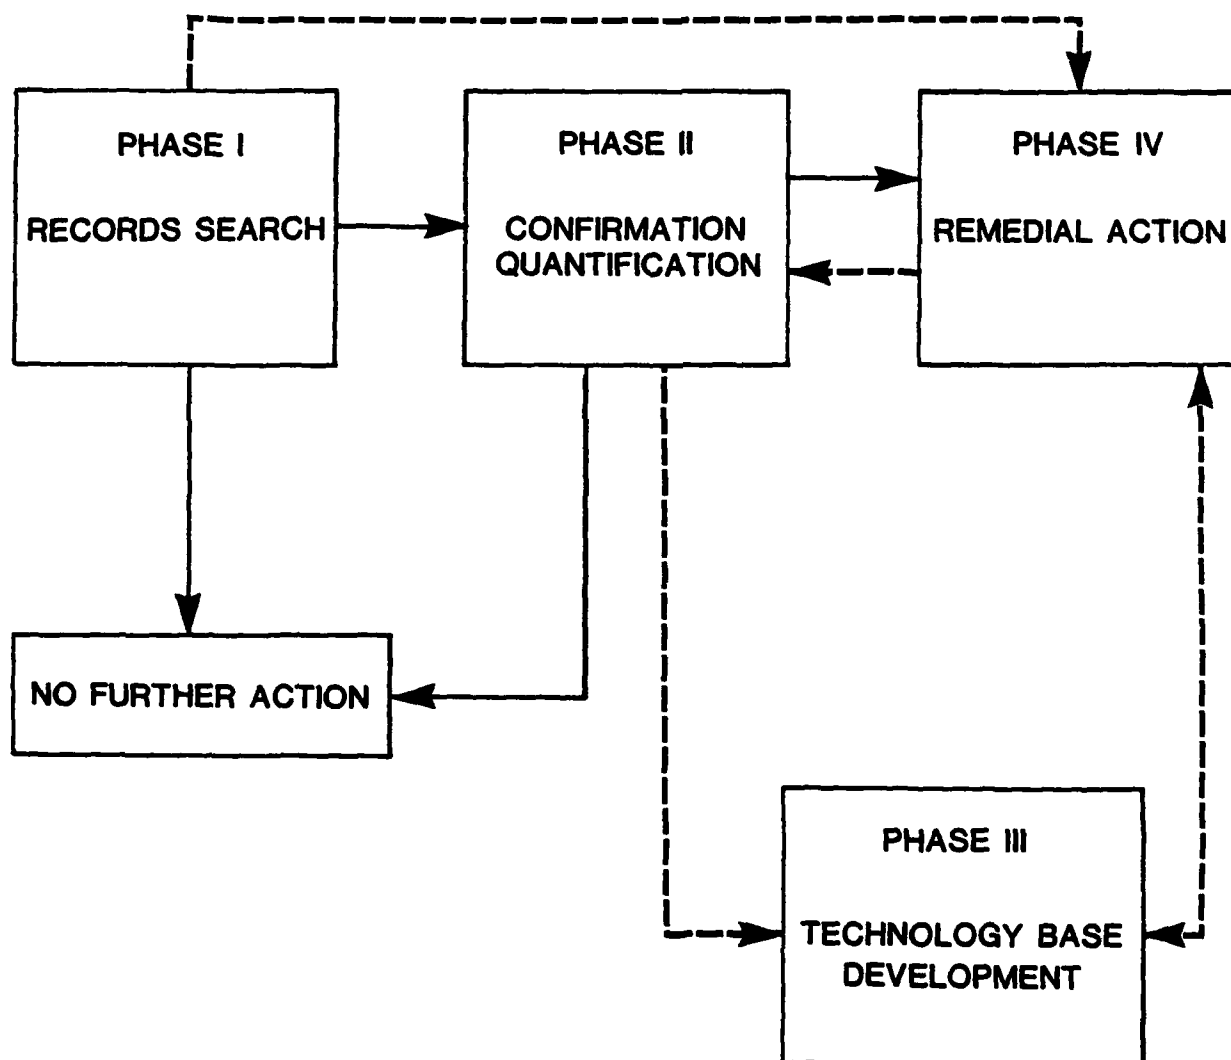 PHASE I
RECORDS SEARCH
PHASE II
CONFIRMATION
QUANTIFICATION
PHASE IV
REMEDIAL ACTION
NO FURTHER ACTION
PHASE III
TECHNOLOGY BASE
DEVELOPMENT